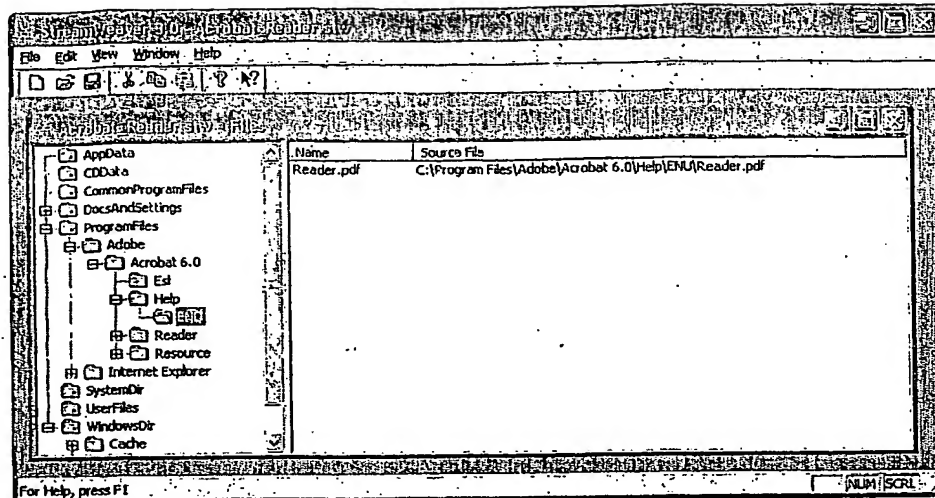 File Edit View Window Help
Name Source File
Reader.pdf C:\Program Files\Adobe\Acrobat 6.0\Help\ENU\Reader.pdf
AppData
CDData
CommonProgramFiles
DocsAndSettings
ProgramFiles
Adobe
Acrobat 6.0
Esl
Help
ENU
Reader
Resource
Internet Explorer
SystemDir
UserFiles
WindowsDir
Cache
For Help, press F1
NUM SCRL